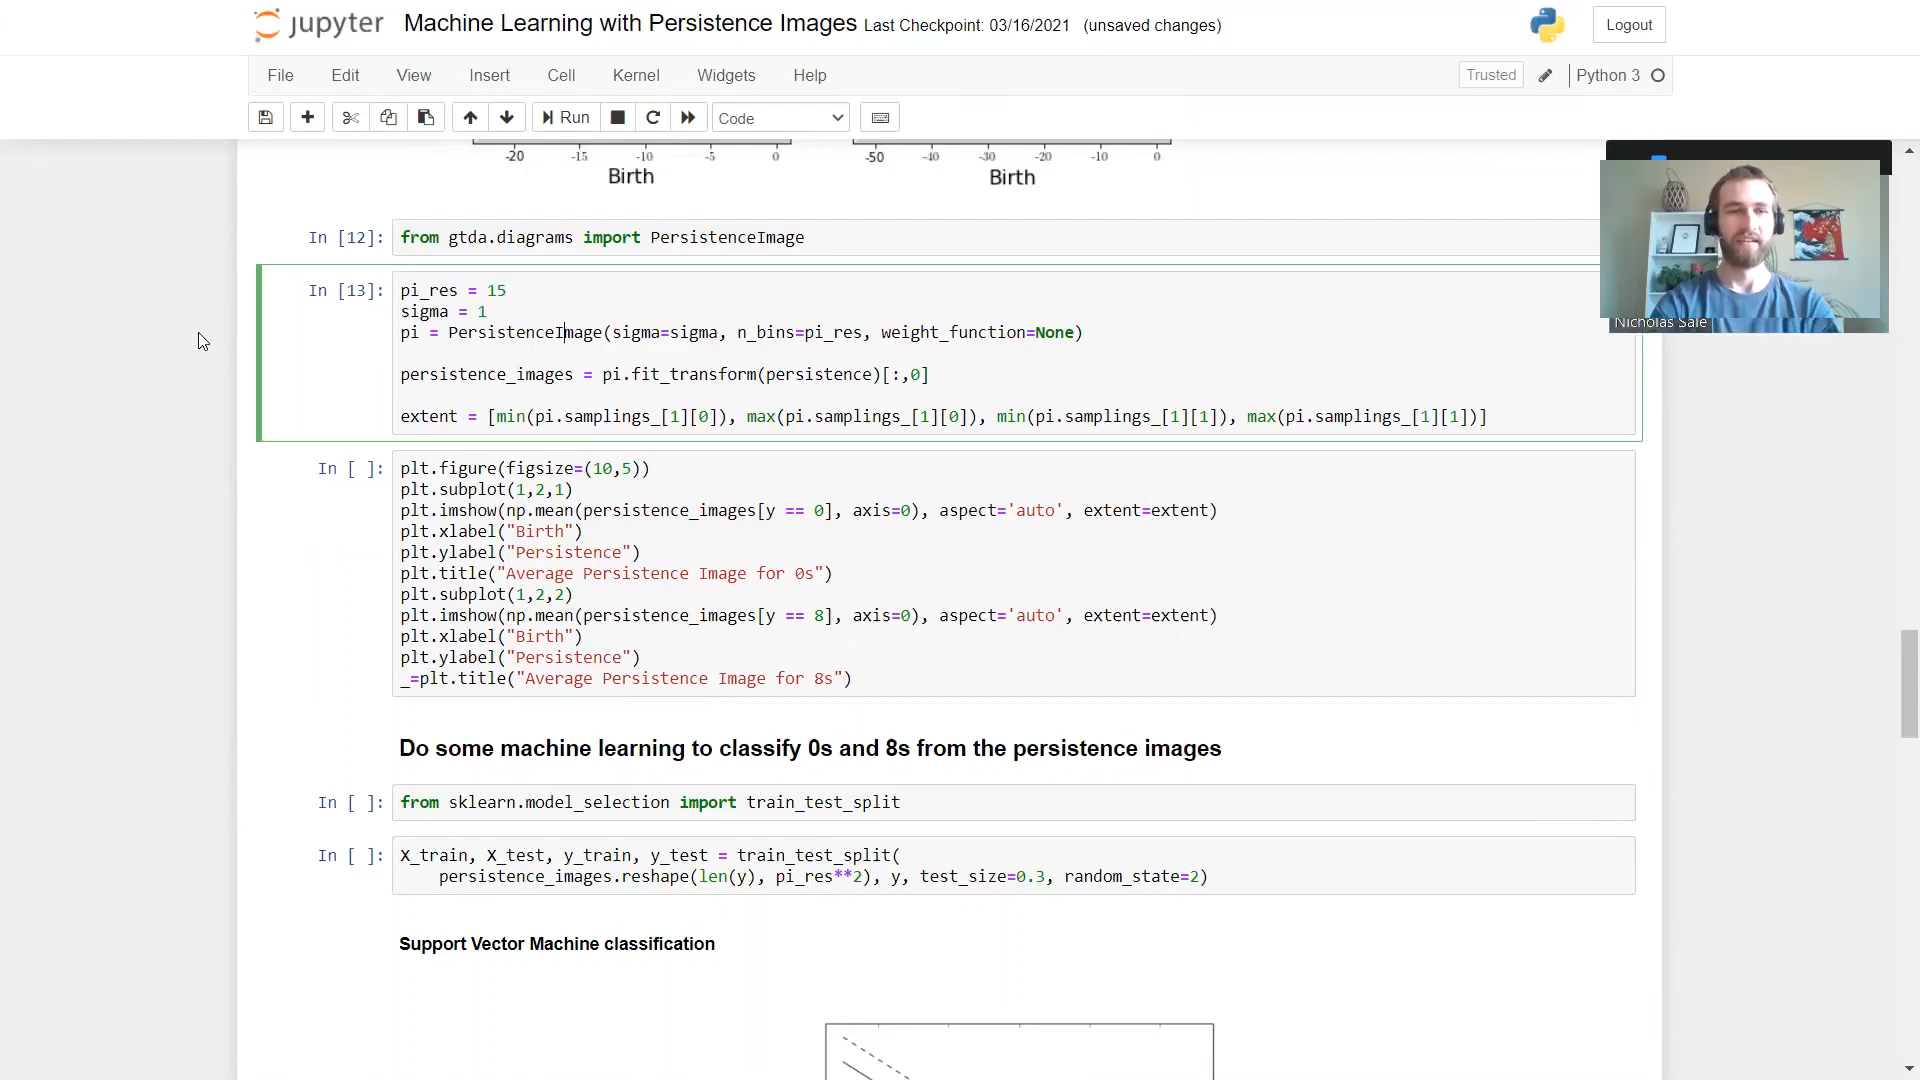 jupyter Machine Learning with Persistence Images Last Checkpoint: 03/16/2021 (unsaved changes) Logout
File Edit View Insert Cell Kernel Widgets Help Trusted Python 3
Run Code
-20 -15 -10 -5 0 -50 -40 -30 -20 -10 0
Birth Birth
In [12]: from gtda.diagrams import PersistenceImage
In [13]: pi_res = 15
sigma = 1
pi = PersistenceImage(sigma=sigma, n_bins=pi_res, weight_function=None)
persistence_images = pi.fit_transform(persistence)[:,0]
extent = [min(pi.samplings_[1][0]), max(pi.samplings_[1][0]), min(pi.samplings_[1][1]), max(pi.samplings_[1][1])]
Nicholas Sale
In [ ]: plt.figure(figsize=(10,5))
plt.subplot(1,2,1)
plt.imshow(np.mean(persistence_images[y == 0], axis=0), aspect='auto', extent=extent)
plt.xlabel("Birth")
plt.ylabel("Persistence")
plt.title("Average Persistence Image for 0s")
plt.subplot(1,2,2)
plt.imshow(np.mean(persistence_images[y == 8], axis=0), aspect='auto', extent=extent)
plt.xlabel("Birth")
plt.ylabel("Persistence")
_=plt.title("Average Persistence Image for 8s")
Do some machine learning to classify 0s and 8s from the persistence images
In [ ]: from sklearn.model_selection import train_test_split
In [ ]: X_train, X_test, y_train, y_test = train_test_split(
persistence_images.reshape(len(y), pi_res**2), y, test_size=0.3, random_state=2)
Support Vector Machine classification